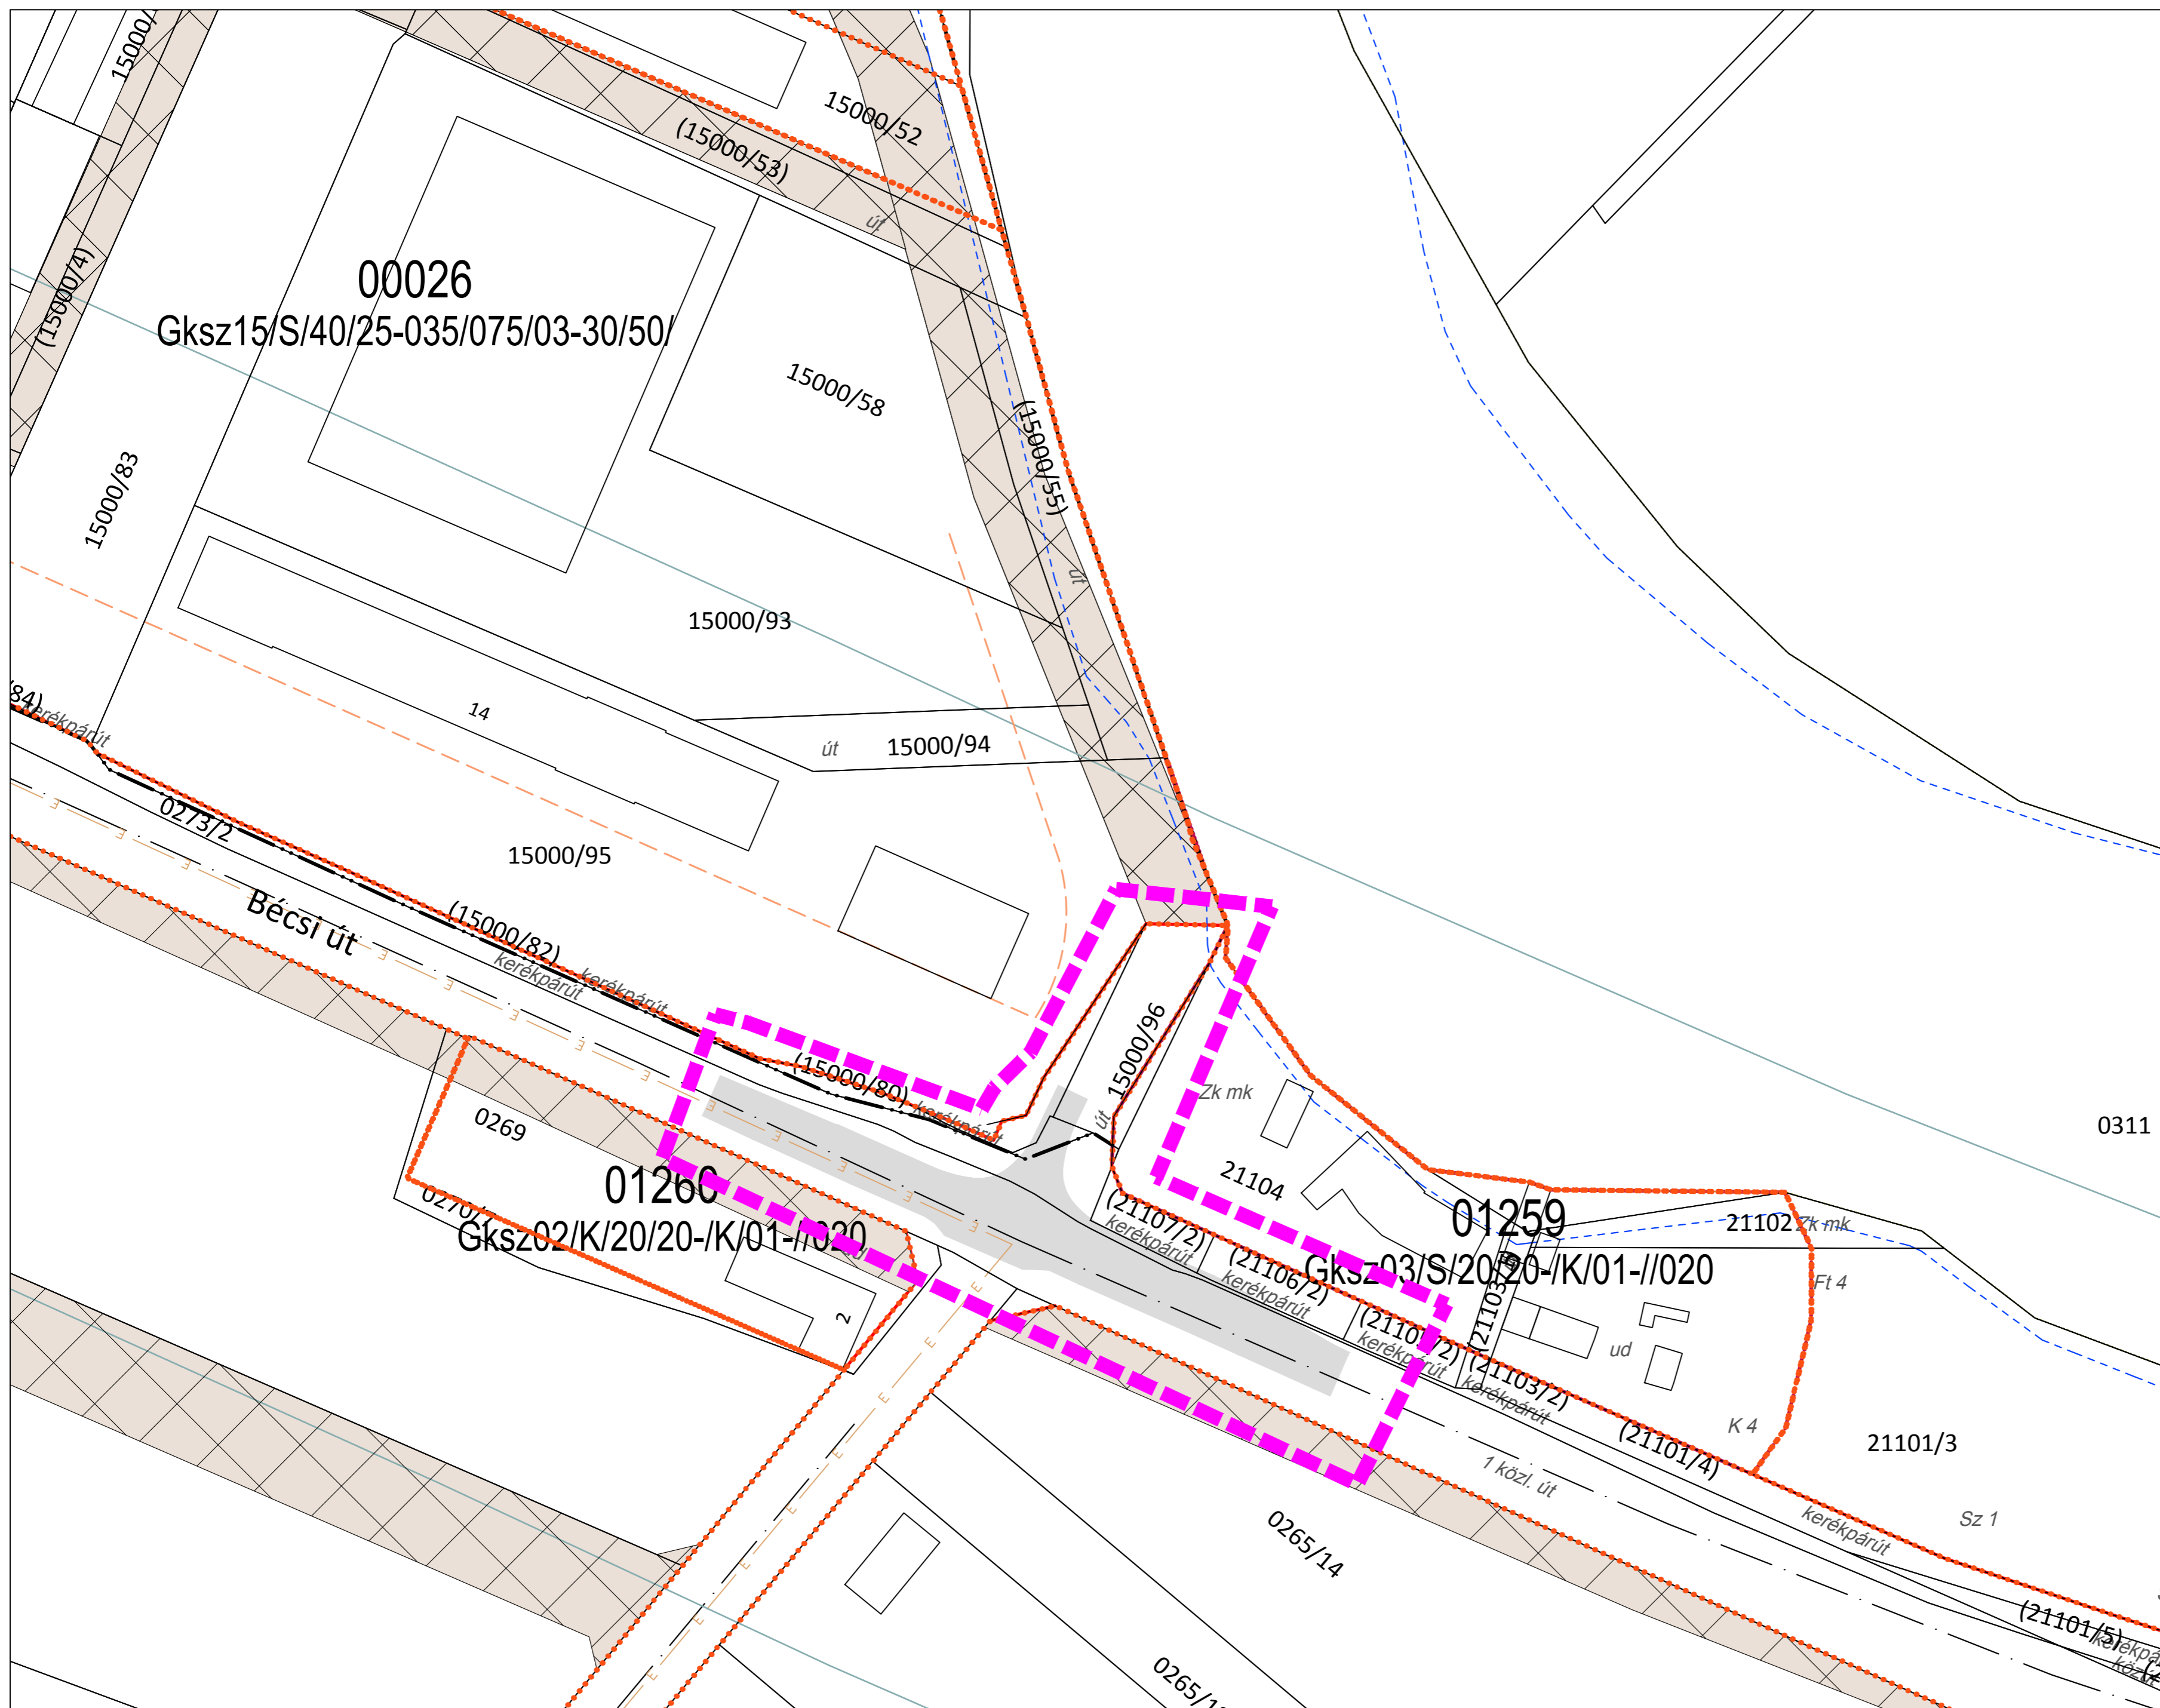 15000/
15000/52
(15000/53)
út
(15000/4)
00026
Gksz15/S/40/25-035/075/03-30/50/
15000/58
(15000/55)
út
15000/83
15000/93
15000/94
út
14
/84)
kerékpárút
0273/2
15000/95
Bécsi út
(15000/82)
kerékpárút
kerékpárút
15000/96
út
(15000/80)
kerékpárút
Zk mk
0269
01260
Gksz02/K/20/20-/K/01-//020
ud
2
21104
01259
Gksz03/S/20/20-/K/01-//020
21102
Zk mk
Ft 4
0311
(21107/2)
kerékpárút
(21106/2)
kerékpárút
kerékpárút
(21103/2)
kerékpárút
ud
K 4
(21101/4)
21101/3
1 közl. út
kerékpárút
Sz 1
0265/14
(21101/5)
0265/1